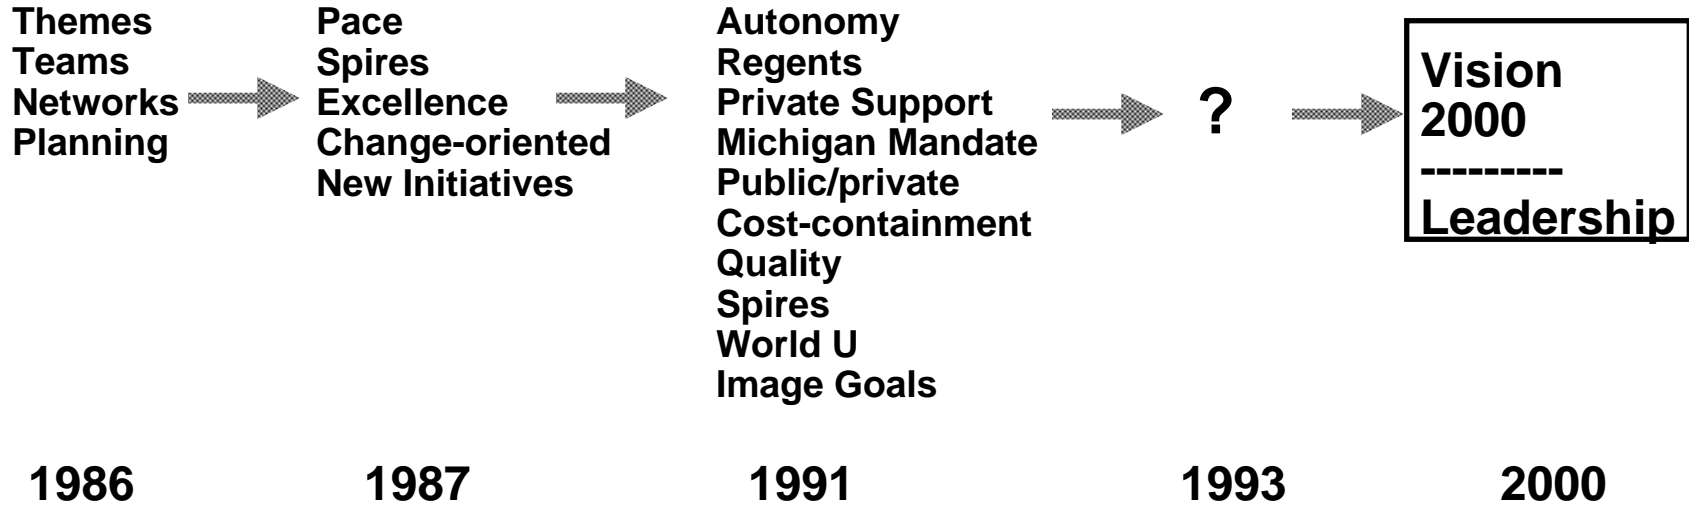 Themes
Teams
Networks
Planning
Pace
Spires
Excellence
Change-oriented
New Initiatives
Autonomy
Regents
Private Support
Michigan Mandate
Public/private
Cost-containment
Quality
Spires
World U
Image Goals
?
Vision
2000
---------
Leadership
1986
1987
1991
1993
2000